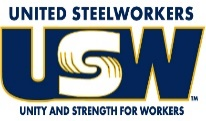 UNITED STEELWORKERS
USW
UNITY AND STRENGTH FOR WORKERS